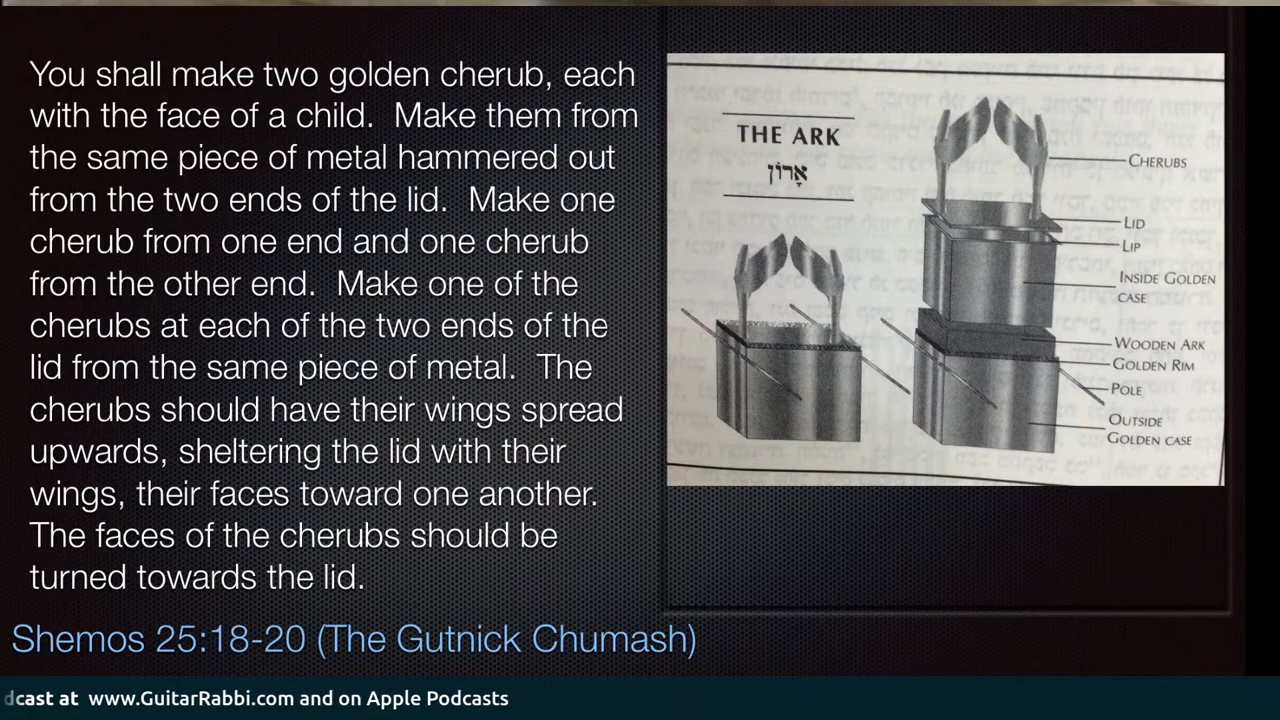 You shall make two golden cherub, each
with the face of a child.  Make them from
the same piece of metal hammered out
from the two ends of the lid.  Make one
cherub from one end and one cherub
from the other end.  Make one of the
cherubs at each of the two ends of the
lid from the same piece of metal.  The
cherubs should have their wings spread
upwards, sheltering the lid with their
wings, their faces toward one another.
The faces of the cherubs should be
turned towards the lid.
Shemos 25:18-20 (The Gutnick Chumash)
THE ARK
אָרוֹן
CHERUBS
LID
LIP
INSIDE GOLDEN
CASE
WOODEN ARK
GOLDEN RIM
POLE
OUTSIDE
GOLDEN CASE
dcast at  www.GuitarRabbi.com and on Apple Podcasts